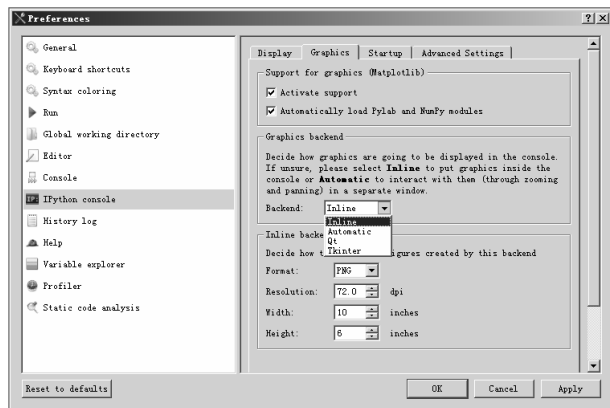 Preferences
General
Keyboard shortcuts
Syntax coloring
Run
Global working directory
Editor
Console
IPython console
History log
Help
Variable explorer
Profiler
Static code analysis
Display Graphics Startup Advanced Settings
Support for graphics (Matplotlib)
Activate support
Automatically load Pylab and NumPy modules
Graphics backend
Decide how graphics are going to be displayed in the console.
If unsure, please select Inline to put graphics inside the
console or Automatic to interact with them (through zooming
and panning) in a separate window.
Backend: Inline
Inline
Automatic
Qt
Tkinter
Inline backe
Decide how t igures created by this backend
Format: PNG
Resolution: 72.0 dpi
Width: 10 inches
Height: 6 inches
Reset to defaults OK Cancel Apply